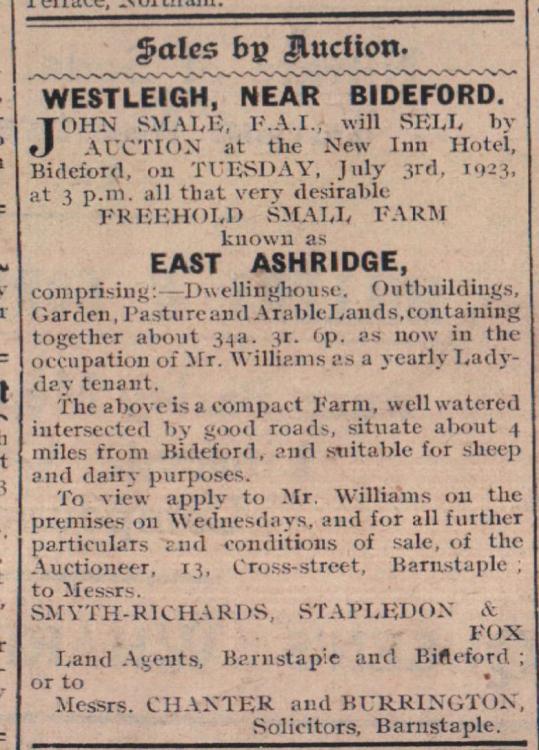 Terrace, Northam.
Sales by Auction.
WESTLEIGH, NEAR BIDEFORD.
JOHN SMALE, F.A.I., will SELL by
AUCTION at the New Inn Hotel,
Bideford, on TUESDAY, July 3rd, 1923,
at 3 p.m. all that very desirable
FREEHOLD SMALL FARM
known as
EAST ASHRIDGE,
comprising:—Dwellinghouse, Outbuildings,
Garden, Pasture and Arable Lands, containing
together about 34a. 3r. 6p. as now in the
occupation of Mr. Williams as a yearly Lady-
day tenant.
The above is a compact Farm, well watered
intersected by good roads, situate about 4
miles from Bideford, and suitable for sheep
and dairy purposes.
To view apply to Mr. Williams on the
premises on Wednesdays, and for all further
particulars and conditions of sale, of the
Auctioneer, 13, Cross-street, Barnstaple ;
to Messrs.
SMYTH-RICHARDS, STAPLEDON &
FOX
Land Agents, Barnstaple and Bideford ;
or to
Messrs. CHANTER and BURRINGTON,
Solicitors, Barnstaple.